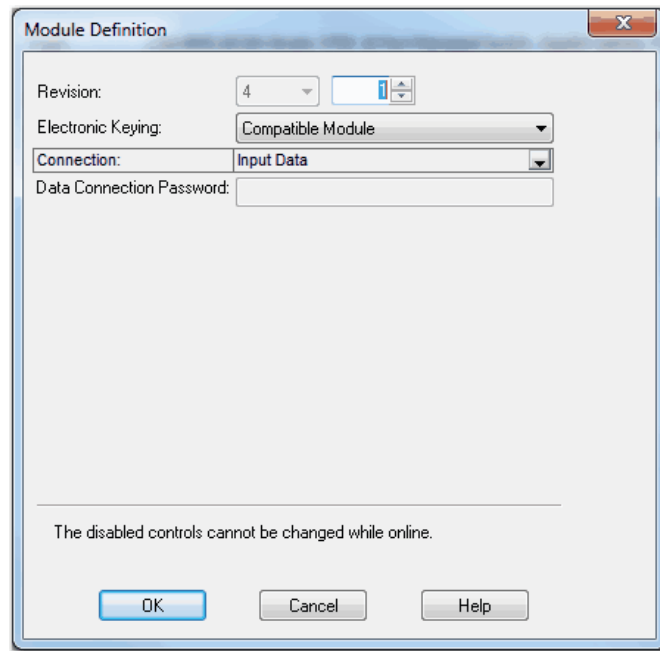 Module Definition
Revision: 4 1
Electronic Keying: Compatible Module
Connection: Input Data
Data Connection Password:
The disabled controls cannot be changed while online.
OK Cancel Help